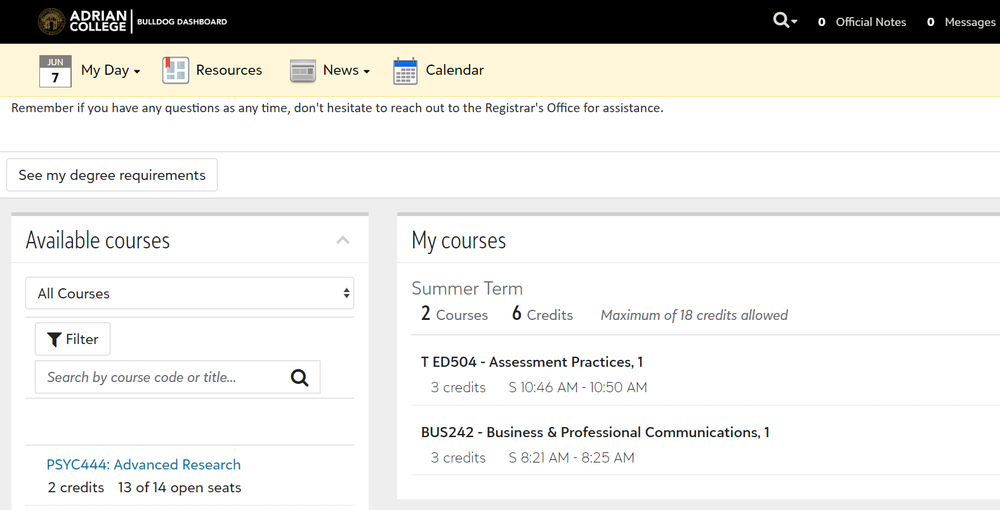 ADRIAN
COLLEGE
BULLDOG DASHBOARD
0 Official Notes 0 Messages
JUN
7
My Day
Resources
News
Calendar
Remember if you have any questions as any time, don't hesitate to reach out to the Registrar's Office for assistance.
See my degree requirements
Available courses
All Courses
Filter
Search by course code or title...
PSYC444: Advanced Research
2 credits 13 of 14 open seats
My courses
Summer Term
2 Courses 6 Credits Maximum of 18 credits allowed
T ED504 - Assessment Practices, 1
3 credits S 10:46 AM - 10:50 AM
BUS242 - Business & Professional Communications, 1
3 credits S 8:21 AM - 8:25 AM